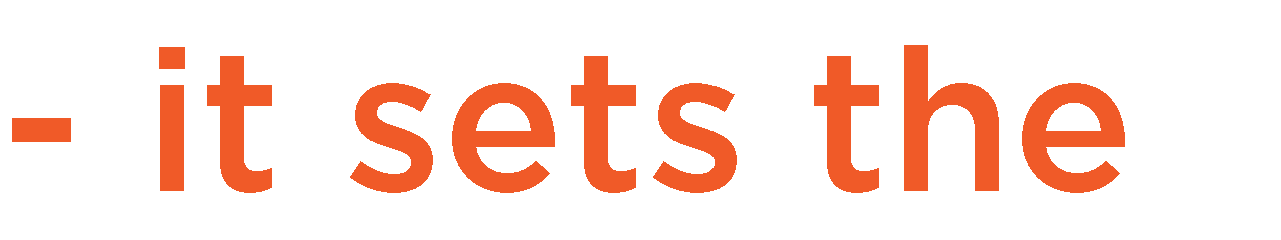 - it sets the